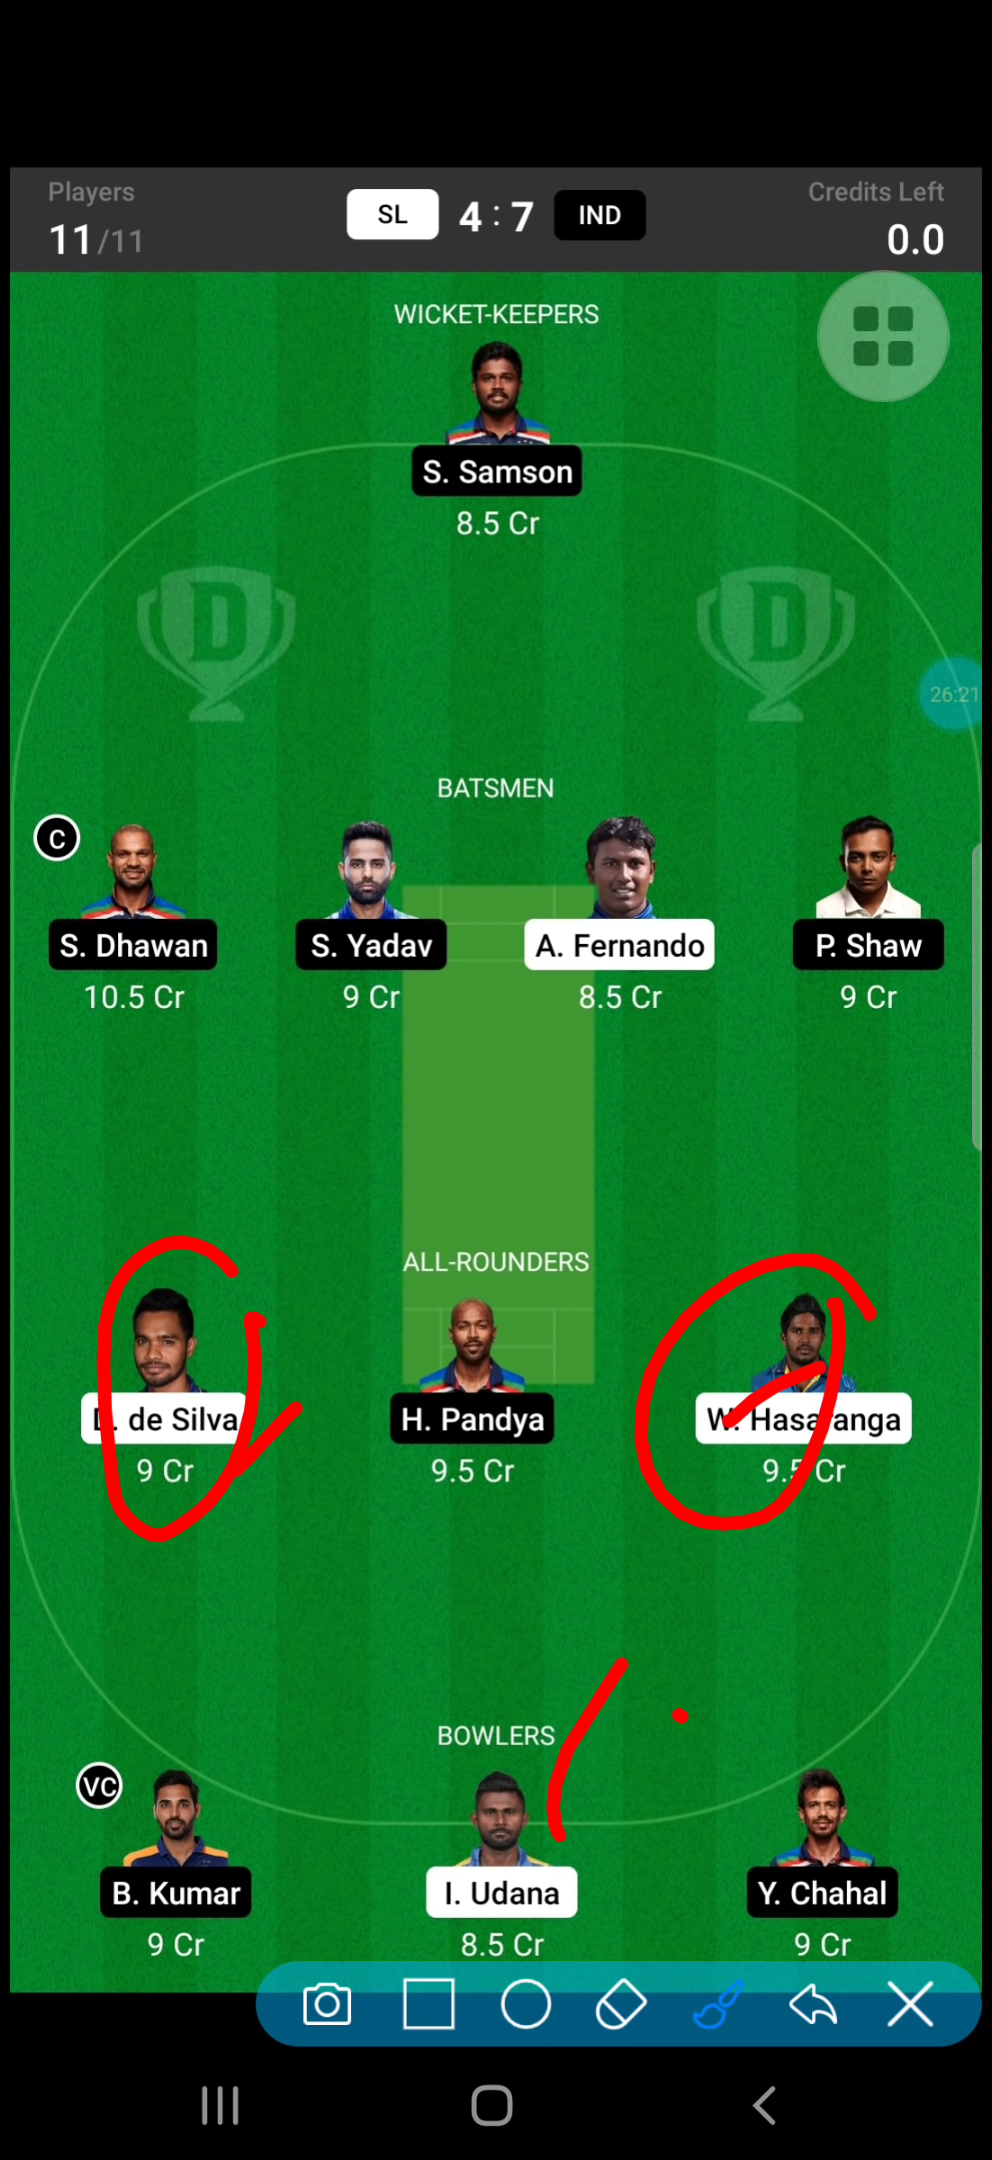 Players
SL 4 : 7 IND
Credits Left
11/11
0.0
WICKET-KEEPERS
S. Samson
8.5 Cr
D D
26:21
BATSMEN
C
S. Dhawan S. Yadav A. Fernando P. Shaw
10.5 Cr 9 Cr 8.5 Cr 9 Cr
ALL-ROUNDERS
D. de Silva H. Pandya W. Hasaranga
9 Cr 9.5 Cr 9.5 Cr
BOWLERS
VC
B. Kumar I. Udana Y. Chahal
9 Cr 8.5 Cr 9 Cr